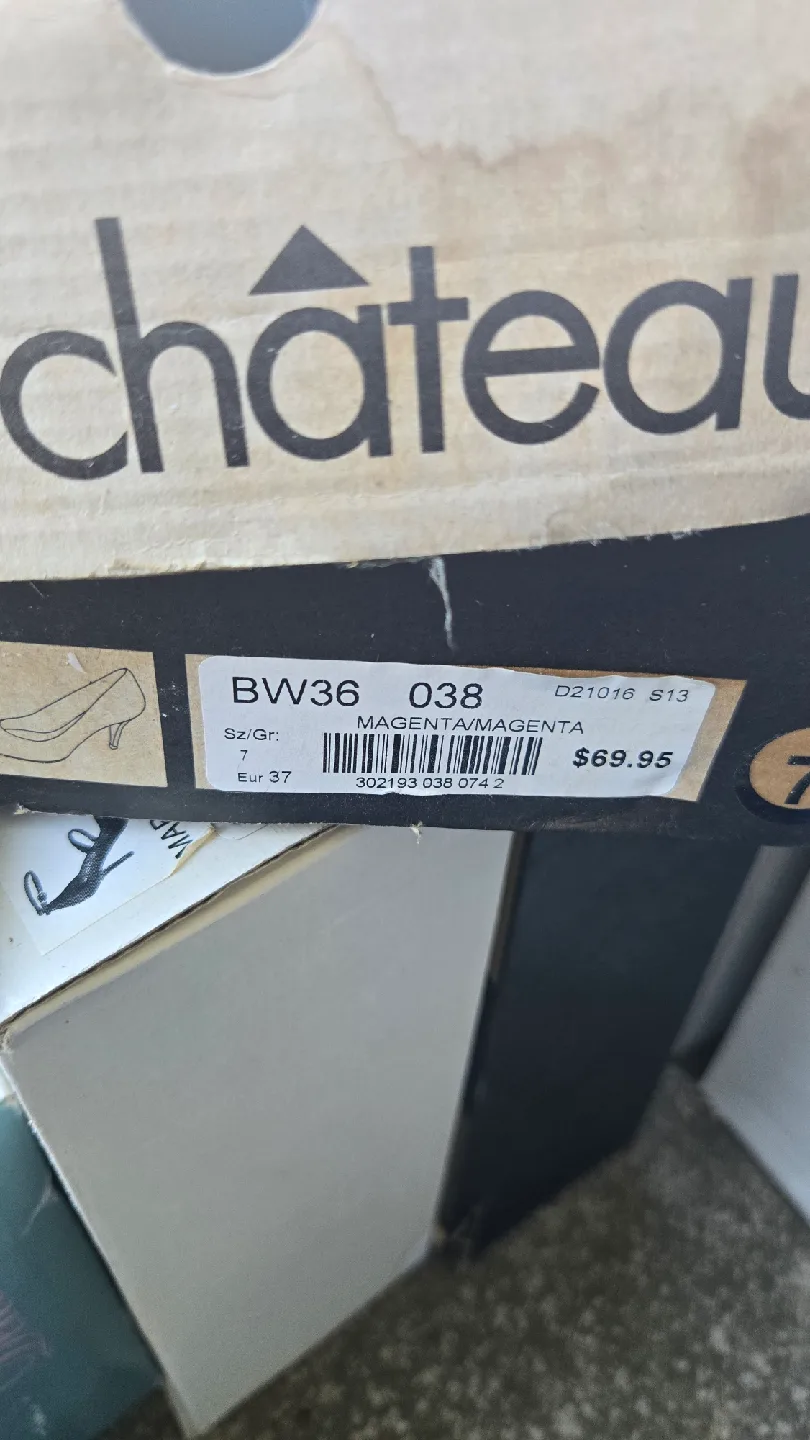 château
BW36 038 D21016 S13
MAGENTA/MAGENTA
Sz/Gr:
7
$69.95
Eur 37
302193 038 074 2
7